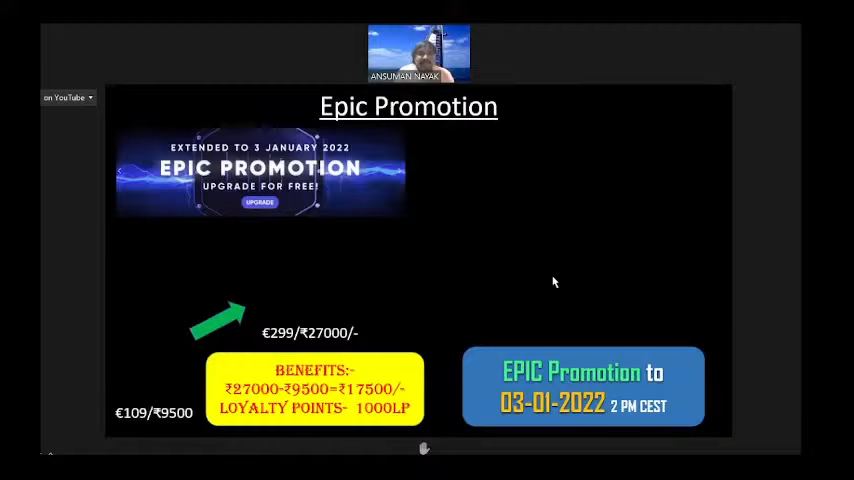 ANSUMAN NAYAK
on YouTube
Epic Promotion
EXTENDED TO 3 JANUARY 2022
EPIC PROMOTION
UPGRADE FOR FREE!
UPGRADE
€299/₹27000/-
BENEFITS:-
₹27000-₹9500=₹17500/-
LOYALTY POINTS- 1000LP
€109/₹9500
EPIC Promotion to
03-01-2022 2 PM CEST